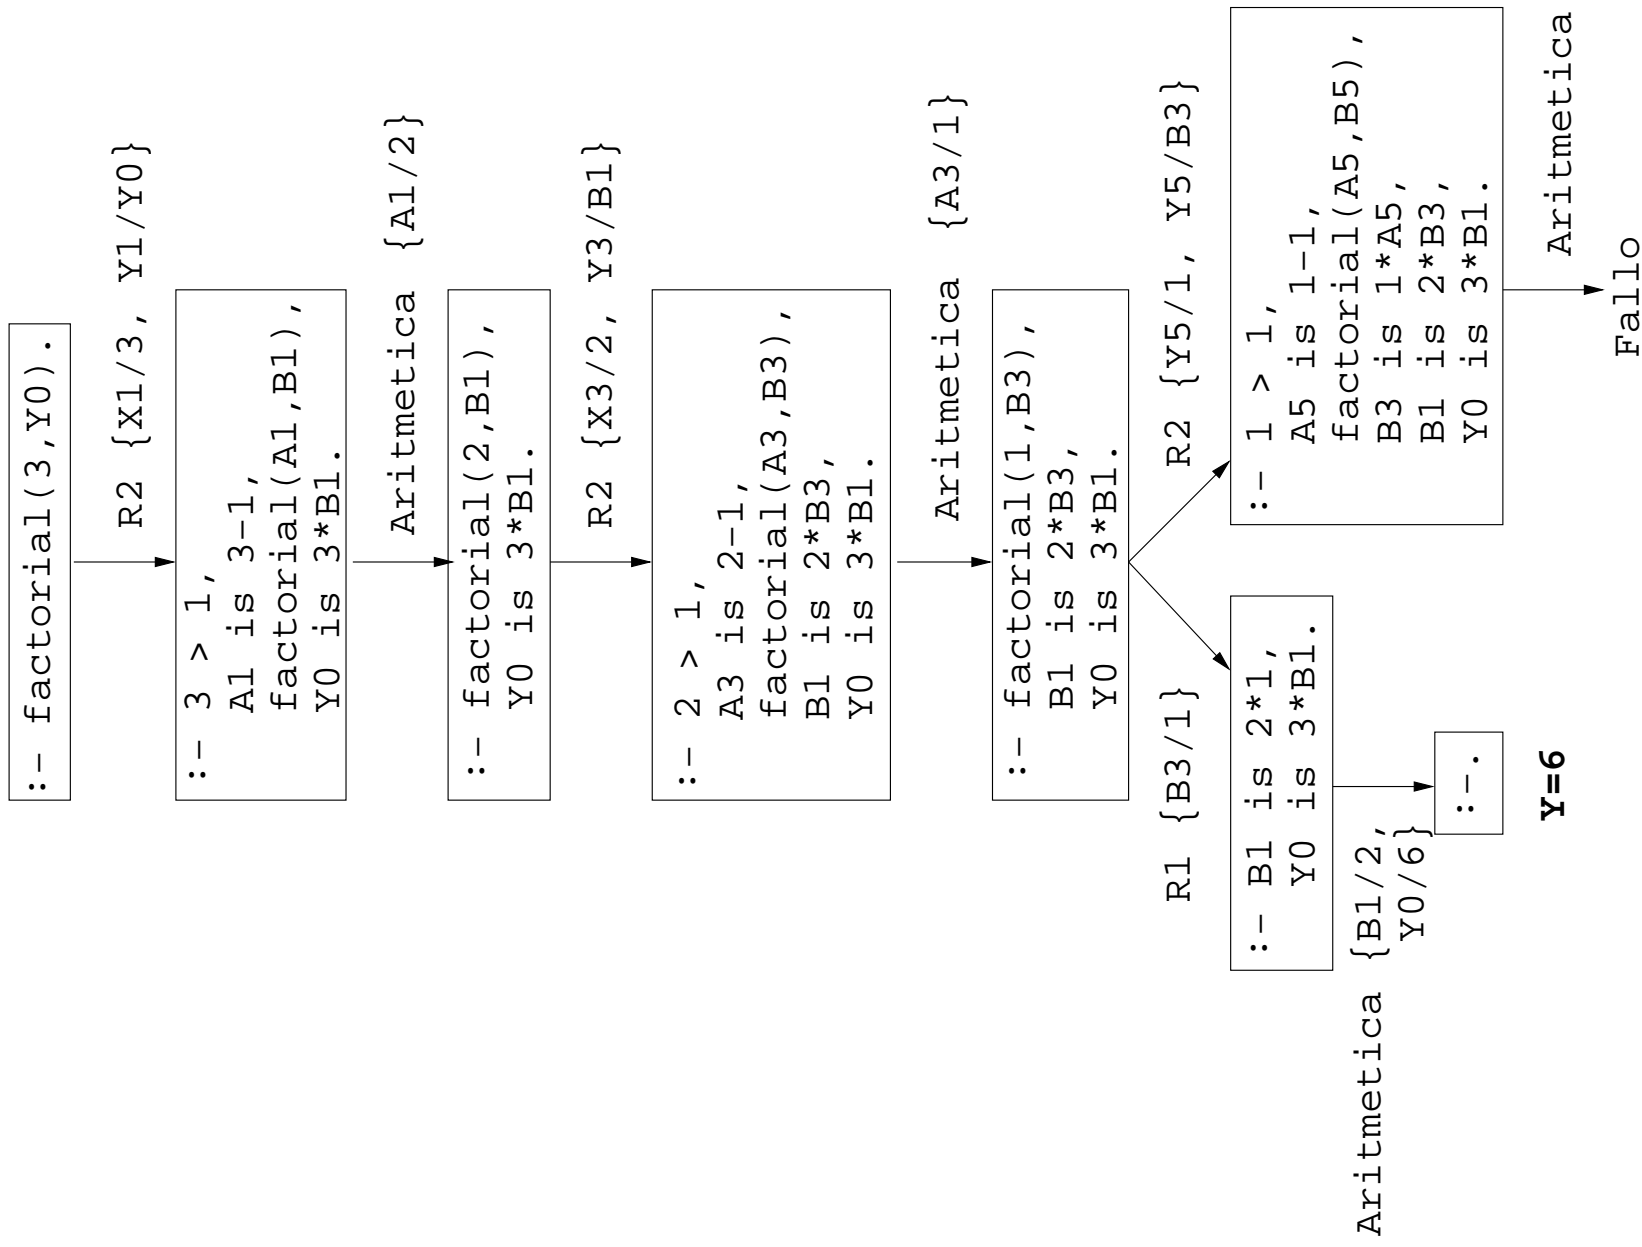 :- factorial(3,Y0).
R2 {X1/3, Y1/Y0}
:- 3 > 1,
A1 is 3-1,
factorial(A1,B1),
Y0 is 3*B1.
Aritmetica {A1/2}
:- factorial(2,B1),
Y0 is 3*B1.
R2 {X3/2, Y3/B1}
:- 2 > 1,
A3 is 2-1,
factorial(A3,B3),
B1 is 2*B3,
Y0 is 3*B1.
Aritmetica {A3/1}
:- factorial(1,B3),
B1 is 2*B3,
Y0 is 3*B1.
R1 {B3/1}
:- B1 is 2*1,
Y0 is 3*B1.
Aritmetica {B1/2,
Y0/6}
:-.
Y=6
R2 {Y5/1, Y5/B3}
:- 1 > 1,
A5 is 1-1,
factorial(A5,B5),
B3 is 1*A5,
B1 is 2*B3,
Y0 is 3*B1.
Aritmetica
Fallo